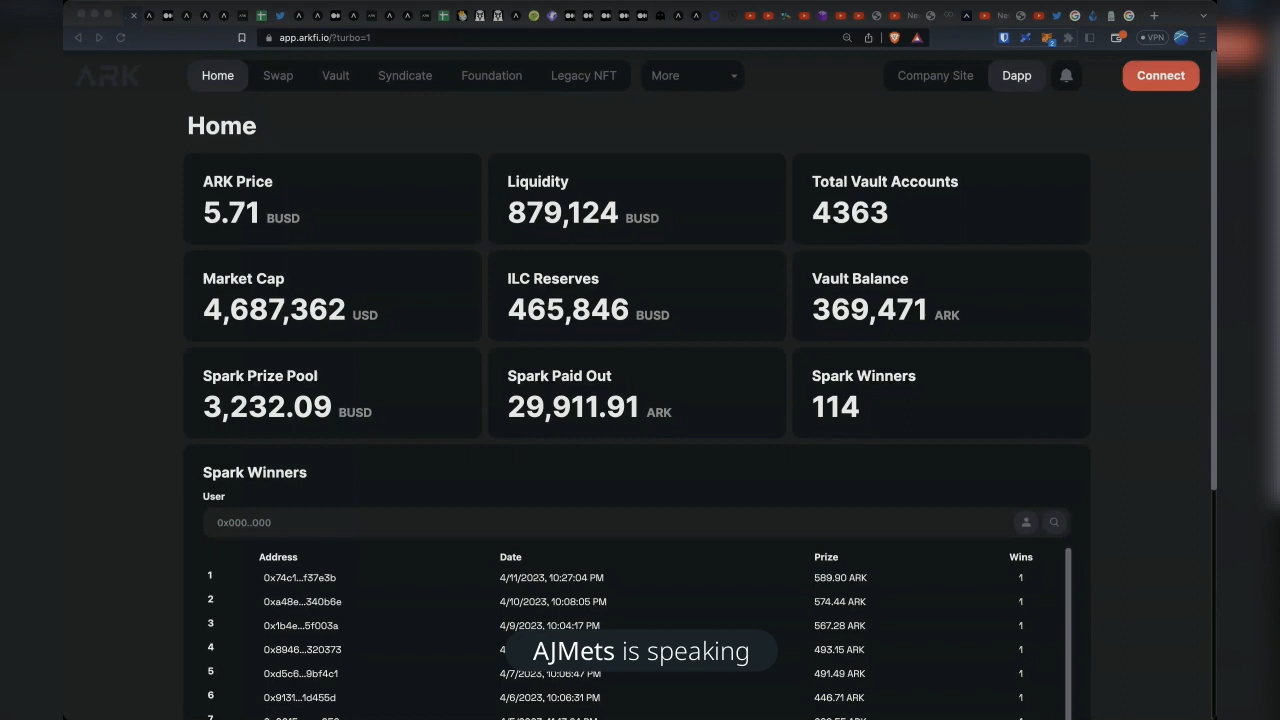 app.arkfi.io/?turbo=1
VPN
ARK
Home Swap Vault Syndicate Foundation Legacy NFT More Company Site Dapp Connect
Home
ARK Price Liquidity Total Vault Accounts
5.71 BUSD 879,124 BUSD 4363
Market Cap ILC Reserves Vault Balance
4,687,362 USD 465,846 BUSD 369,471 ARK
Spark Prize Pool Spark Paid Out Spark Winners
3,232.09 BUSD 29,911.91 ARK 114
Spark Winners
User
0x000..000
Address Date Prize Wins
1 0x74c1...f37e3b 4/11/2023, 10:27:04 PM 589.90 ARK 1
2 0xa48e...340b6e 4/10/2023, 10:08:05 PM 574.44 ARK 1
3 0x1b4e...5f003a 4/9/2023, 10:04:17 PM 567.28 ARK 1
4 0x8946...320373 493.15 ARK 1
AJMets is speaking
5 0xd5c6...9bf4c1 4/7/2023, 10:06:47 PM 491.49 ARK 1
6 0x9131...1d455d 4/6/2023, 10:06:31 PM 446.71 ARK 1